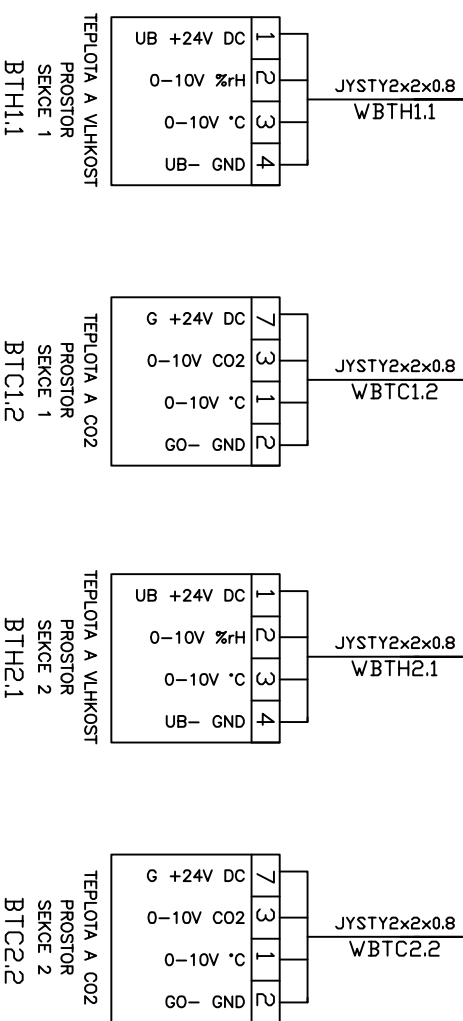 TEPLOTA A VLHKOST
PROSTOR
SEKCE 1
BTH1.1
UB +24V DC 1
0-10V %rH 2
0-10V °C 3
UB- GND 4
JYSTY2x2x0.8
WBTH1.1
TEPLOTA A CO2
PROSTOR
SEKCE 1
BTC1.2
G +24V DC 7
0-10V CO2 3
0-10V °C 1
GO- GND 2
JYSTY2x2x0.8
WBTC1.2
TEPLOTA A VLHKOST
PROSTOR
SEKCE 2
BTH2.1
UB +24V DC 1
0-10V %rH 2
0-10V °C 3
UB- GND 4
JYSTY2x2x0.8
WBTH2.1
TEPLOTA A CO2
PROSTOR
SEKCE 2
BTC2.2
G +24V DC 7
0-10V CO2 3
0-10V °C 1
GO- GND 2
JYSTY2x2x0.8
WBTC2.2